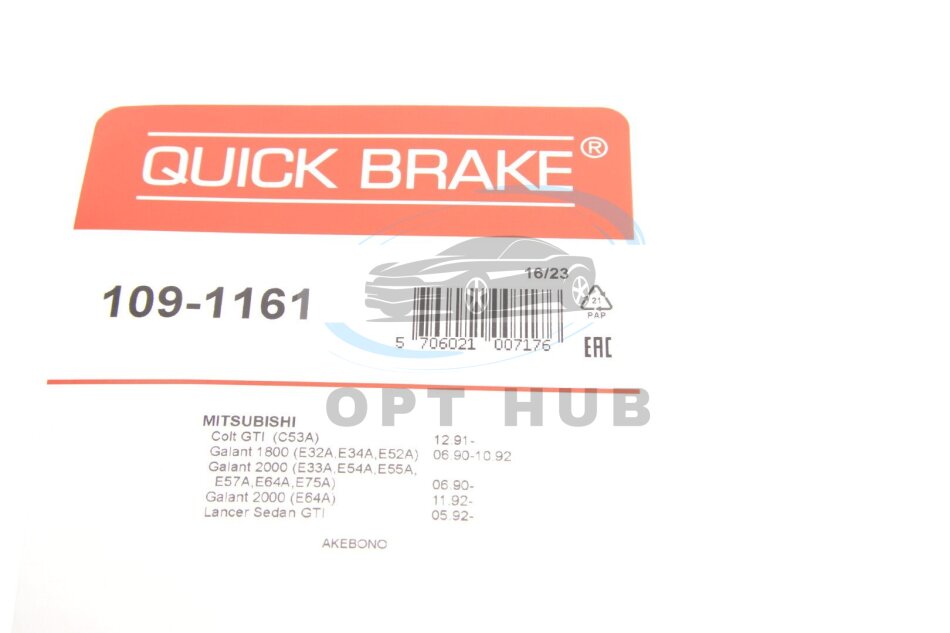 QUICK BRAKE®
16/23
109-1161
21
PAP
5 706021 007176
EAC
OPT HUB
MITSUBISHI
Colt GTI (C53A) 12.91-
Galant 1800 (E32A,E34A,E52A) 06.90-10.92
Galant 2000 (E33A,E54A,E55A,
E57A,E64A,E75A) 06.90-
Galant 2000 (E64A) 11.92-
Lancer Sedan GTI 05.92-
AKEBONO